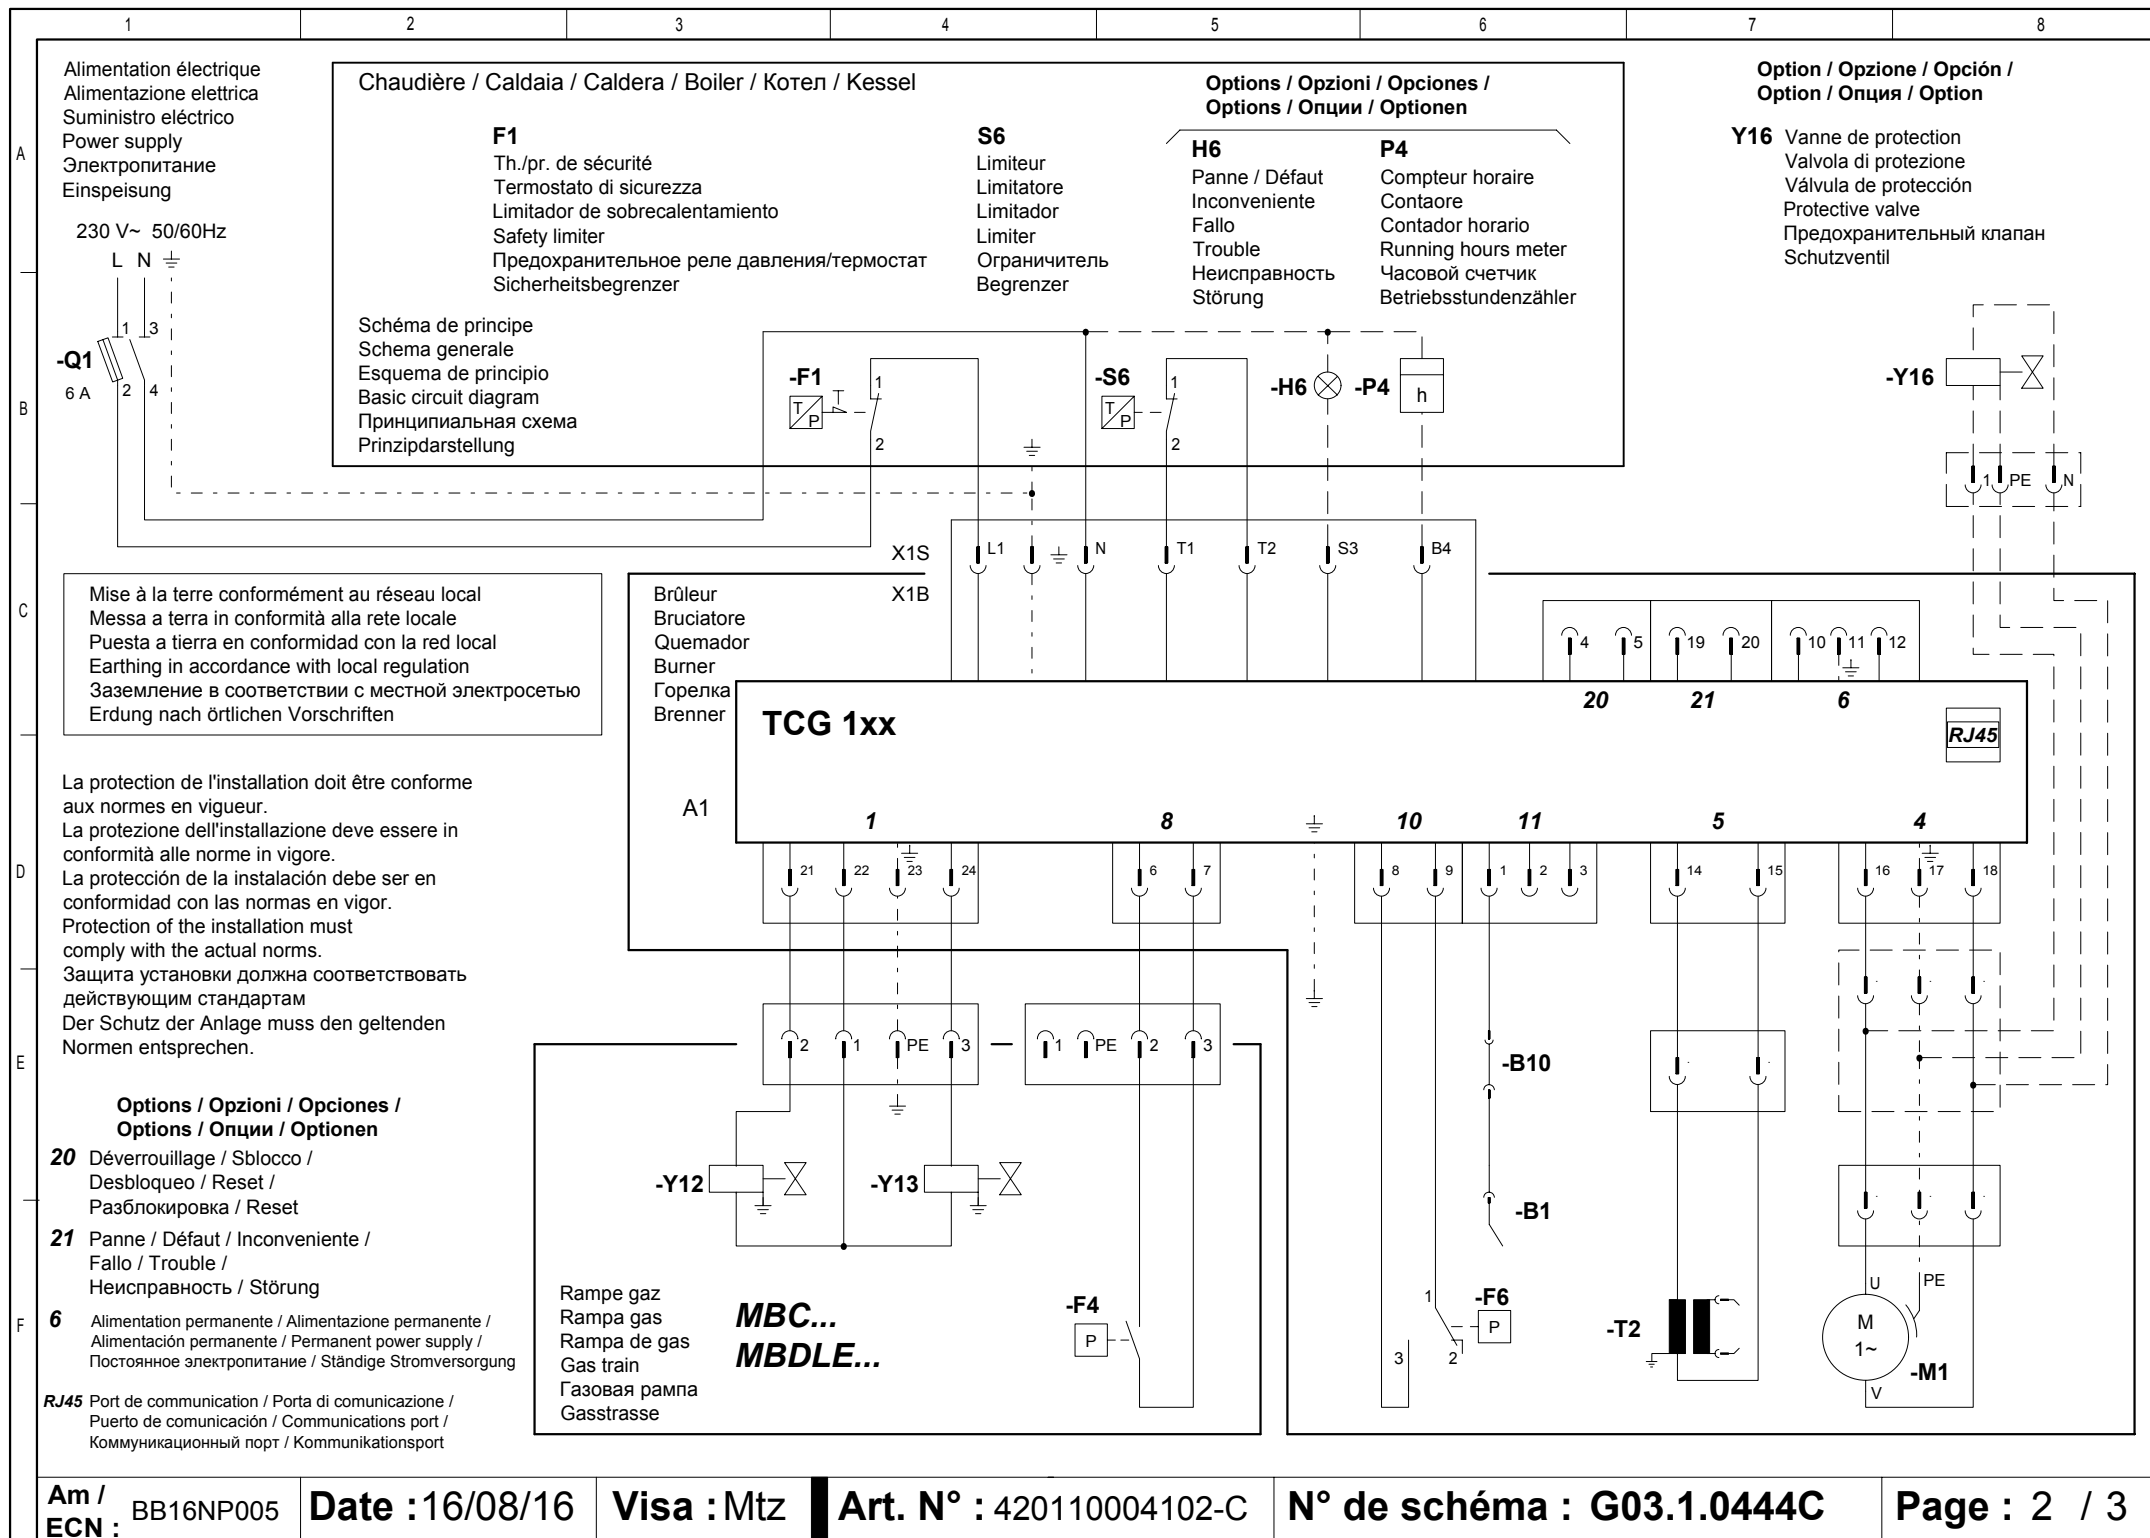 1 2 3 4 5 6 7 8
A
B
C
D
E
F
Alimentation électrique
Alimentazione elettrica
Suministro eléctrico
Power supply
Электропитание
Einspeisung
230 V~ 50/60Hz
L N
1 3
-Q1
6 A
2 4
Chaudière / Caldaia / Caldera / Boiler / Котел / Kessel
F1
Th./pr. de sécurité
Termostato di sicurezza
Limitador de sobrecalentamiento
Safety limiter
Предохранительное реле давления/термостат
Sicherheitsbegrenzer
S6
Limiteur
Limitatore
Limitador
Limiter
Ограничитель
Begrenzer
Options / Opzioni / Opciones /
Options / Опции / Optionen
H6
Panne / Défaut
Inconveniente
Fallo
Trouble
Неисправность
Störung
P4
Compteur horaire
Contaore
Contador horario
Running hours meter
Часовой счетчик
Betriebsstundenzähler
Schéma de principe
Schema generale
Esquema de principio
Basic circuit diagram
Принципиальная схема
Prinzipdarstellung
-F1
T
P
T
1
2
-S6
T
P
1
2
-H6
-P4
h
Option / Opzione / Opción /
Option / Опция / Option
Y16
Vanne de protection
Valvola di protezione
Válvula de protección
Protective valve
Предохранительный клапан
Schutzventil
-Y16
1 PE N
X1S
L1 N T1 T2 S3 B4
X1B
Mise à la terre conformément au réseau local
Messa a terra in conformità alla rete locale
Puesta a tierra en conformidad con la red local
Earthing in accordance with local regulation
Заземление в соответствии с местной электросетью
Erdung nach örtlichen Vorschriften
Brûleur
Bruciatore
Quemador
Burner
Горелка
Brenner
4 5 19 20 10 11 12
20 21 6
TCG 1xx
RJ45
A1
1 8 10 11 5 4
21 22 23 24 6 7 8 9 1 2 3 14 15 16 17 18
La protection de l'installation doit être conforme
aux normes en vigueur.
La protezione dell'installazione deve essere in
conformità alle norme in vigore.
La protección de la instalación debe ser en
conformidad con las normas en vigor.
Protection of the installation must
comply with the actual norms.
Защита установки должна соответствовать
действующим стандартам
Der Schutz der Anlage muss den geltenden
Normen entsprechen.
2 1 PE 3 1 PE 2 3
-B10
-Y12
-Y13
-B1
Options / Opzioni / Opciones /
Options / Опции / Optionen
20 Déverrouillage / Sblocco /
Desbloqueo / Reset /
Разблокировка / Reset
21 Panne / Défaut / Inconveniente /
Fallo / Trouble /
Неисправность / Störung
6 Alimentation permanente / Alimentazione permanente /
Alimentación permanente / Permanent power supply /
Постоянное электропитание / Ständige Stromversorgung
RJ45 Port de communication / Porta di comunicazione /
Puerto de comunicación / Communications port /
Коммуникационный порт / Kommunikationsport
Rampe gaz
Rampa gas
Rampa de gas
Gas train
Газовая рампа
Gasstrasse
MBC...
MBDLE...
-F4
P
1
-F6
P
3 2
-T2
U PE
M
1~
-M1
V
Am /
ECN : BB16NP005
Date : 16/08/16
Visa : Mtz
Art. N° : 420110004102-C
N° de schéma : G03.1.0444C
Page : 2 / 3